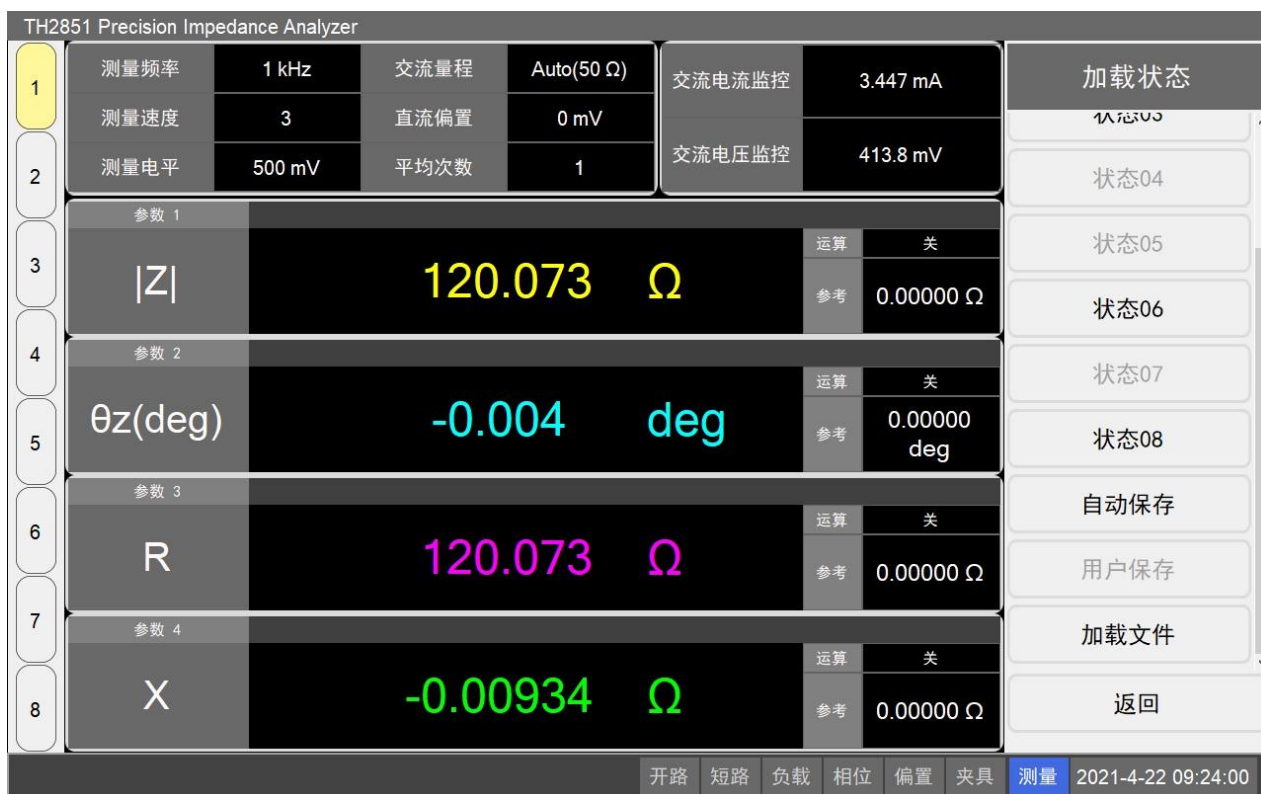 TH2851 Precision Impedance Analyzer
1
2
3
4
5
6
7
8
测量频率 1 kHz 交流量程 Auto(50 Ω)
测量速度 3 直流偏置 0 mV
测量电平 500 mV 平均次数 1
交流电流监控 3.447 mA
交流电压监控 413.8 mV
参数 1
|Z| 120.073 Ω
运算 关
参考 0.00000 Ω
参数 2
θz(deg) -0.004 deg
运算 关
参考 0.00000
deg
参数 3
R 120.073 Ω
运算 关
参考 0.00000 Ω
参数 4
X -0.00934 Ω
运算 关
参考 0.00000 Ω
加载状态
状态03
状态04
状态05
状态06
状态07
状态08
自动保存
用户保存
加载文件
返回
开路 短路 负载 相位 偏置 夹具 测量 2021-4-22 09:24:00